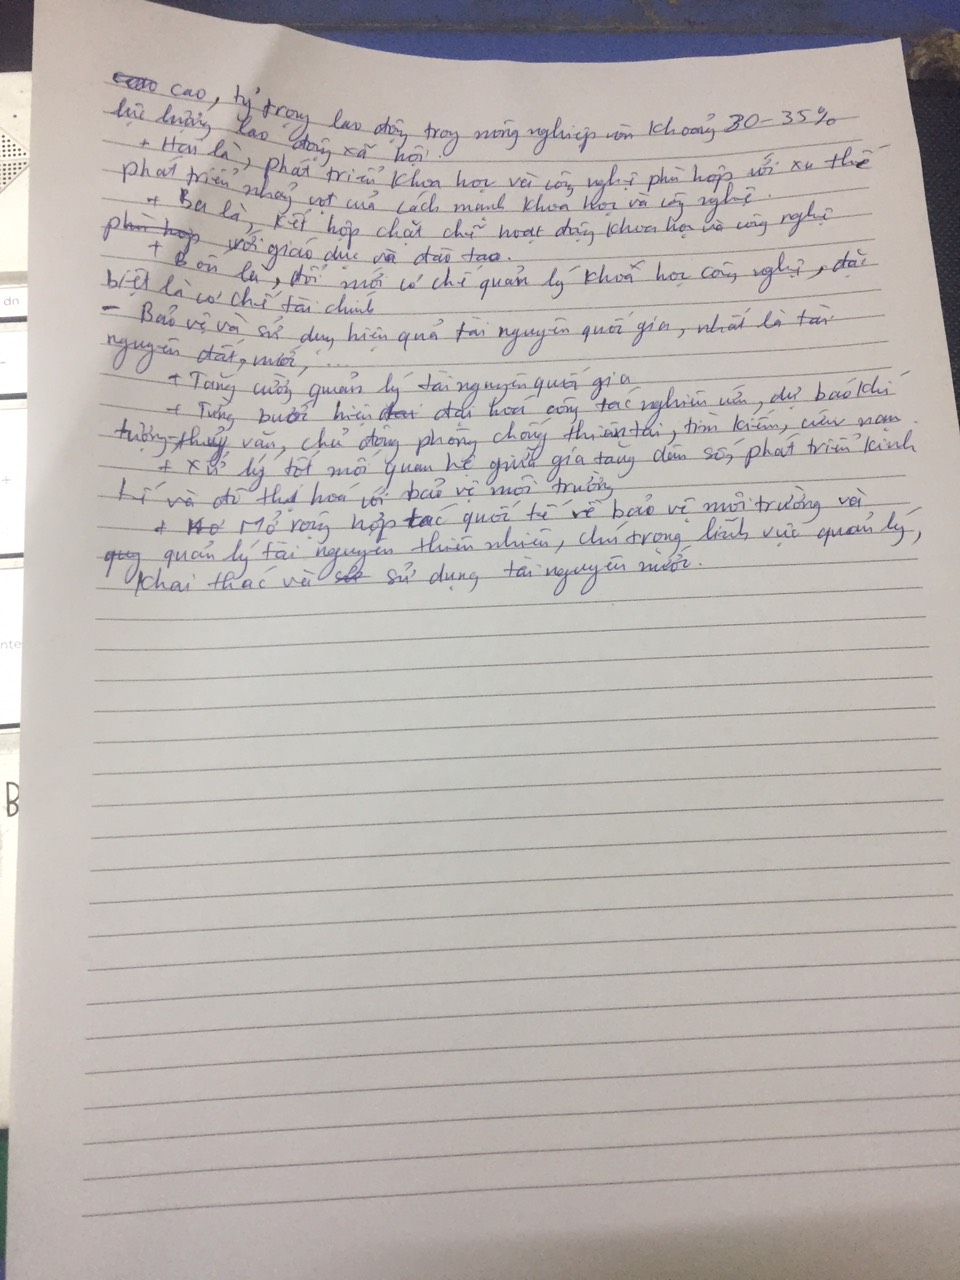 cao, tỷ trọng lao động trong nông nghiệp còn khoảng 30-35%
lực lượng lao động xã hội.
+ Hai là, phát triển khoa học và công nghệ phù hợp với xu thế
phát triển nhảy vọt của cách mạnh khoa học và công nghệ.
+ Ba là, kết hợp chặt chẽ hoạt động khoa học và công nghệ
phù hợp với giáo dục và đào tạo.
+ Bốn là, đổi mới cơ chế quản lý khoa học công nghệ, đặc
biệt là cơ chế tài chính
- Bảo vệ và sử dụng hiệu quả tài nguyên quốc gia, nhất là tài
nguyên đất, nước, ...
+ Tăng cường quản lý tài nguyên quốc gia
+ Từng bước hiện đại hoá công tác nghiên cứu, dự báo khí
tượng-thuỷ văn, chủ động phòng chống thiên tai, tìm kiếm, cứu nạn
+ Xử lý tốt mối quan hệ giữa gia tăng dân số, phát triển kinh
tế và đô thị hoá với bảo vệ môi trường
+ Mở rộng hợp tác quốc tế về bảo vệ môi trường và
quản lý tài nguyên thiên nhiên, chú trọng lĩnh vực quản lý,
khai thác và sử dụng tài nguyên nước.